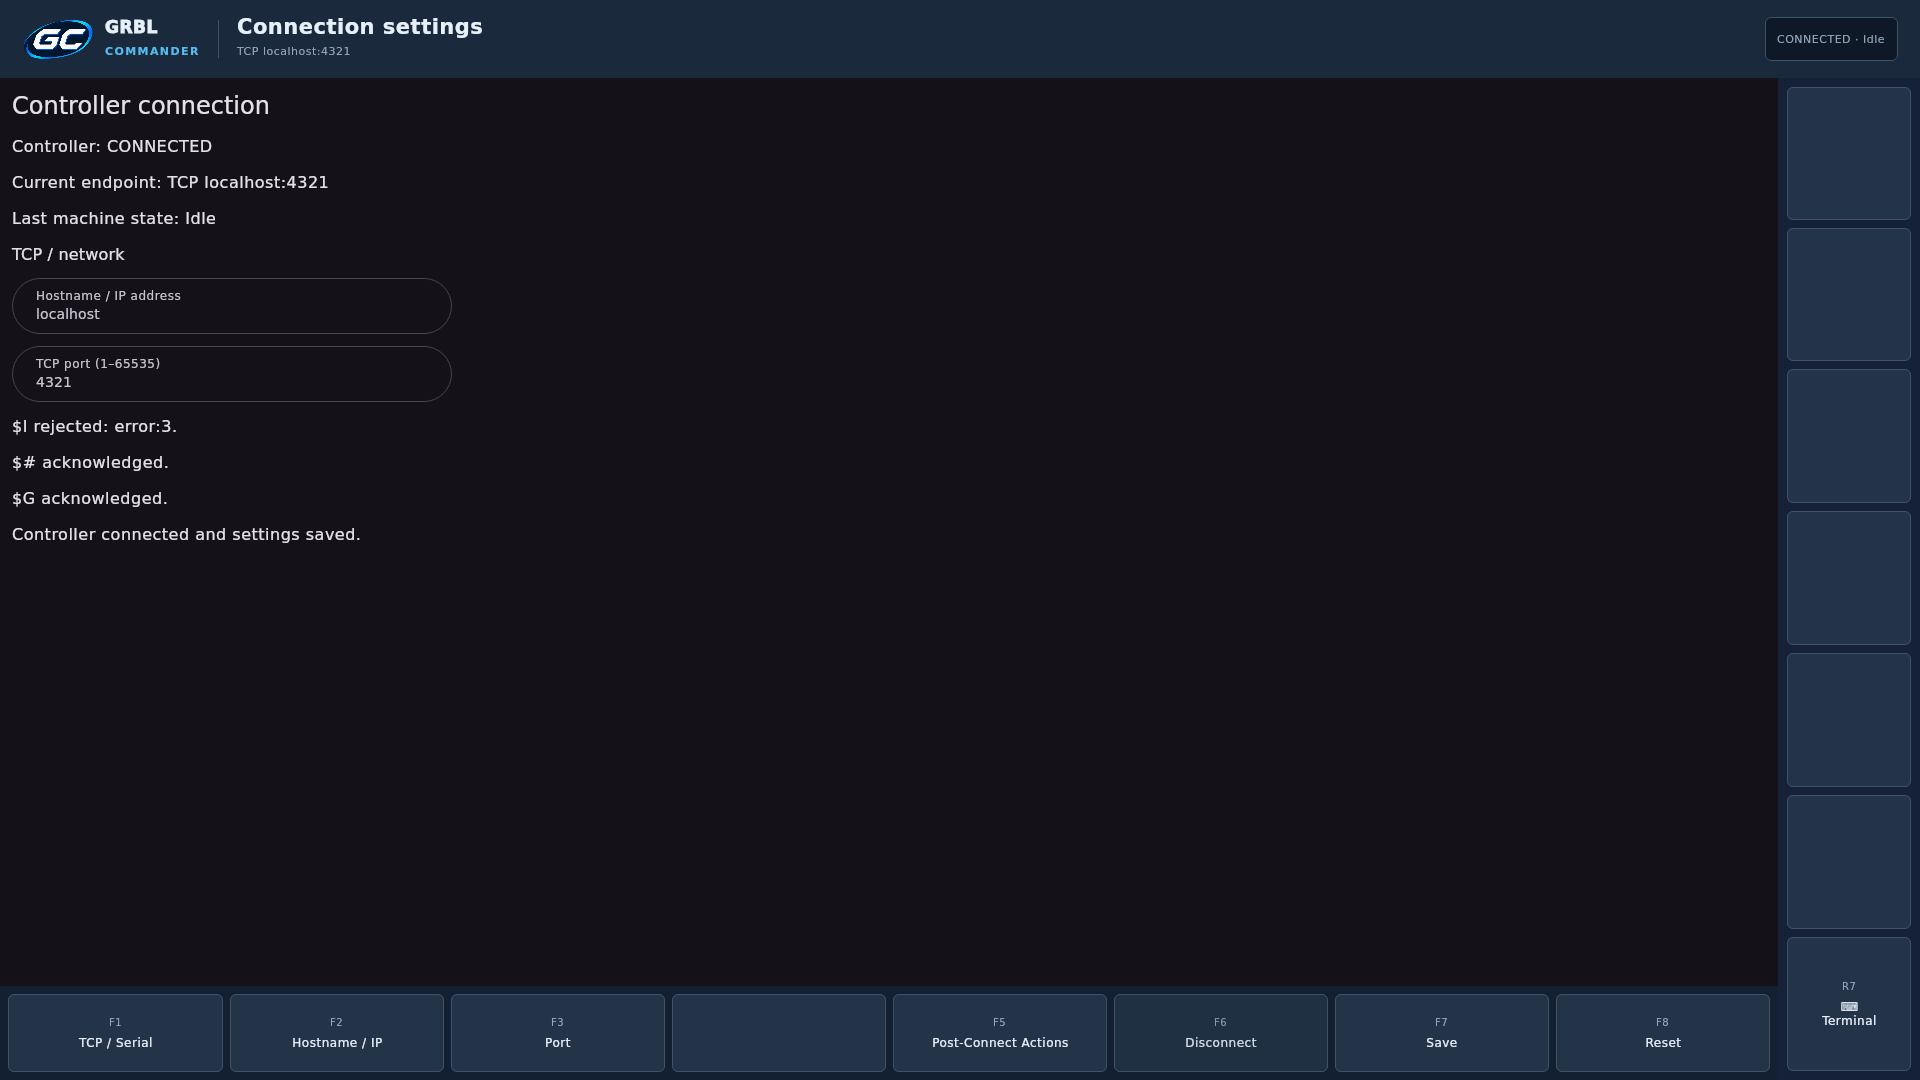 GC
GRBL
COMMANDER
Connection settings
TCP localhost:4321
CONNECTED · Idle
Controller connection
Controller: CONNECTED
Current endpoint: TCP localhost:4321
Last machine state: Idle
TCP / network
Hostname / IP address
localhost
TCP port (1–65535)
4321
$I rejected: error:3.
$# acknowledged.
$G acknowledged.
Controller connected and settings saved.
R7
Terminal
F1
TCP / Serial
F2
Hostname / IP
F3
Port
F5
Post-Connect Actions
F6
Disconnect
F7
Save
F8
Reset